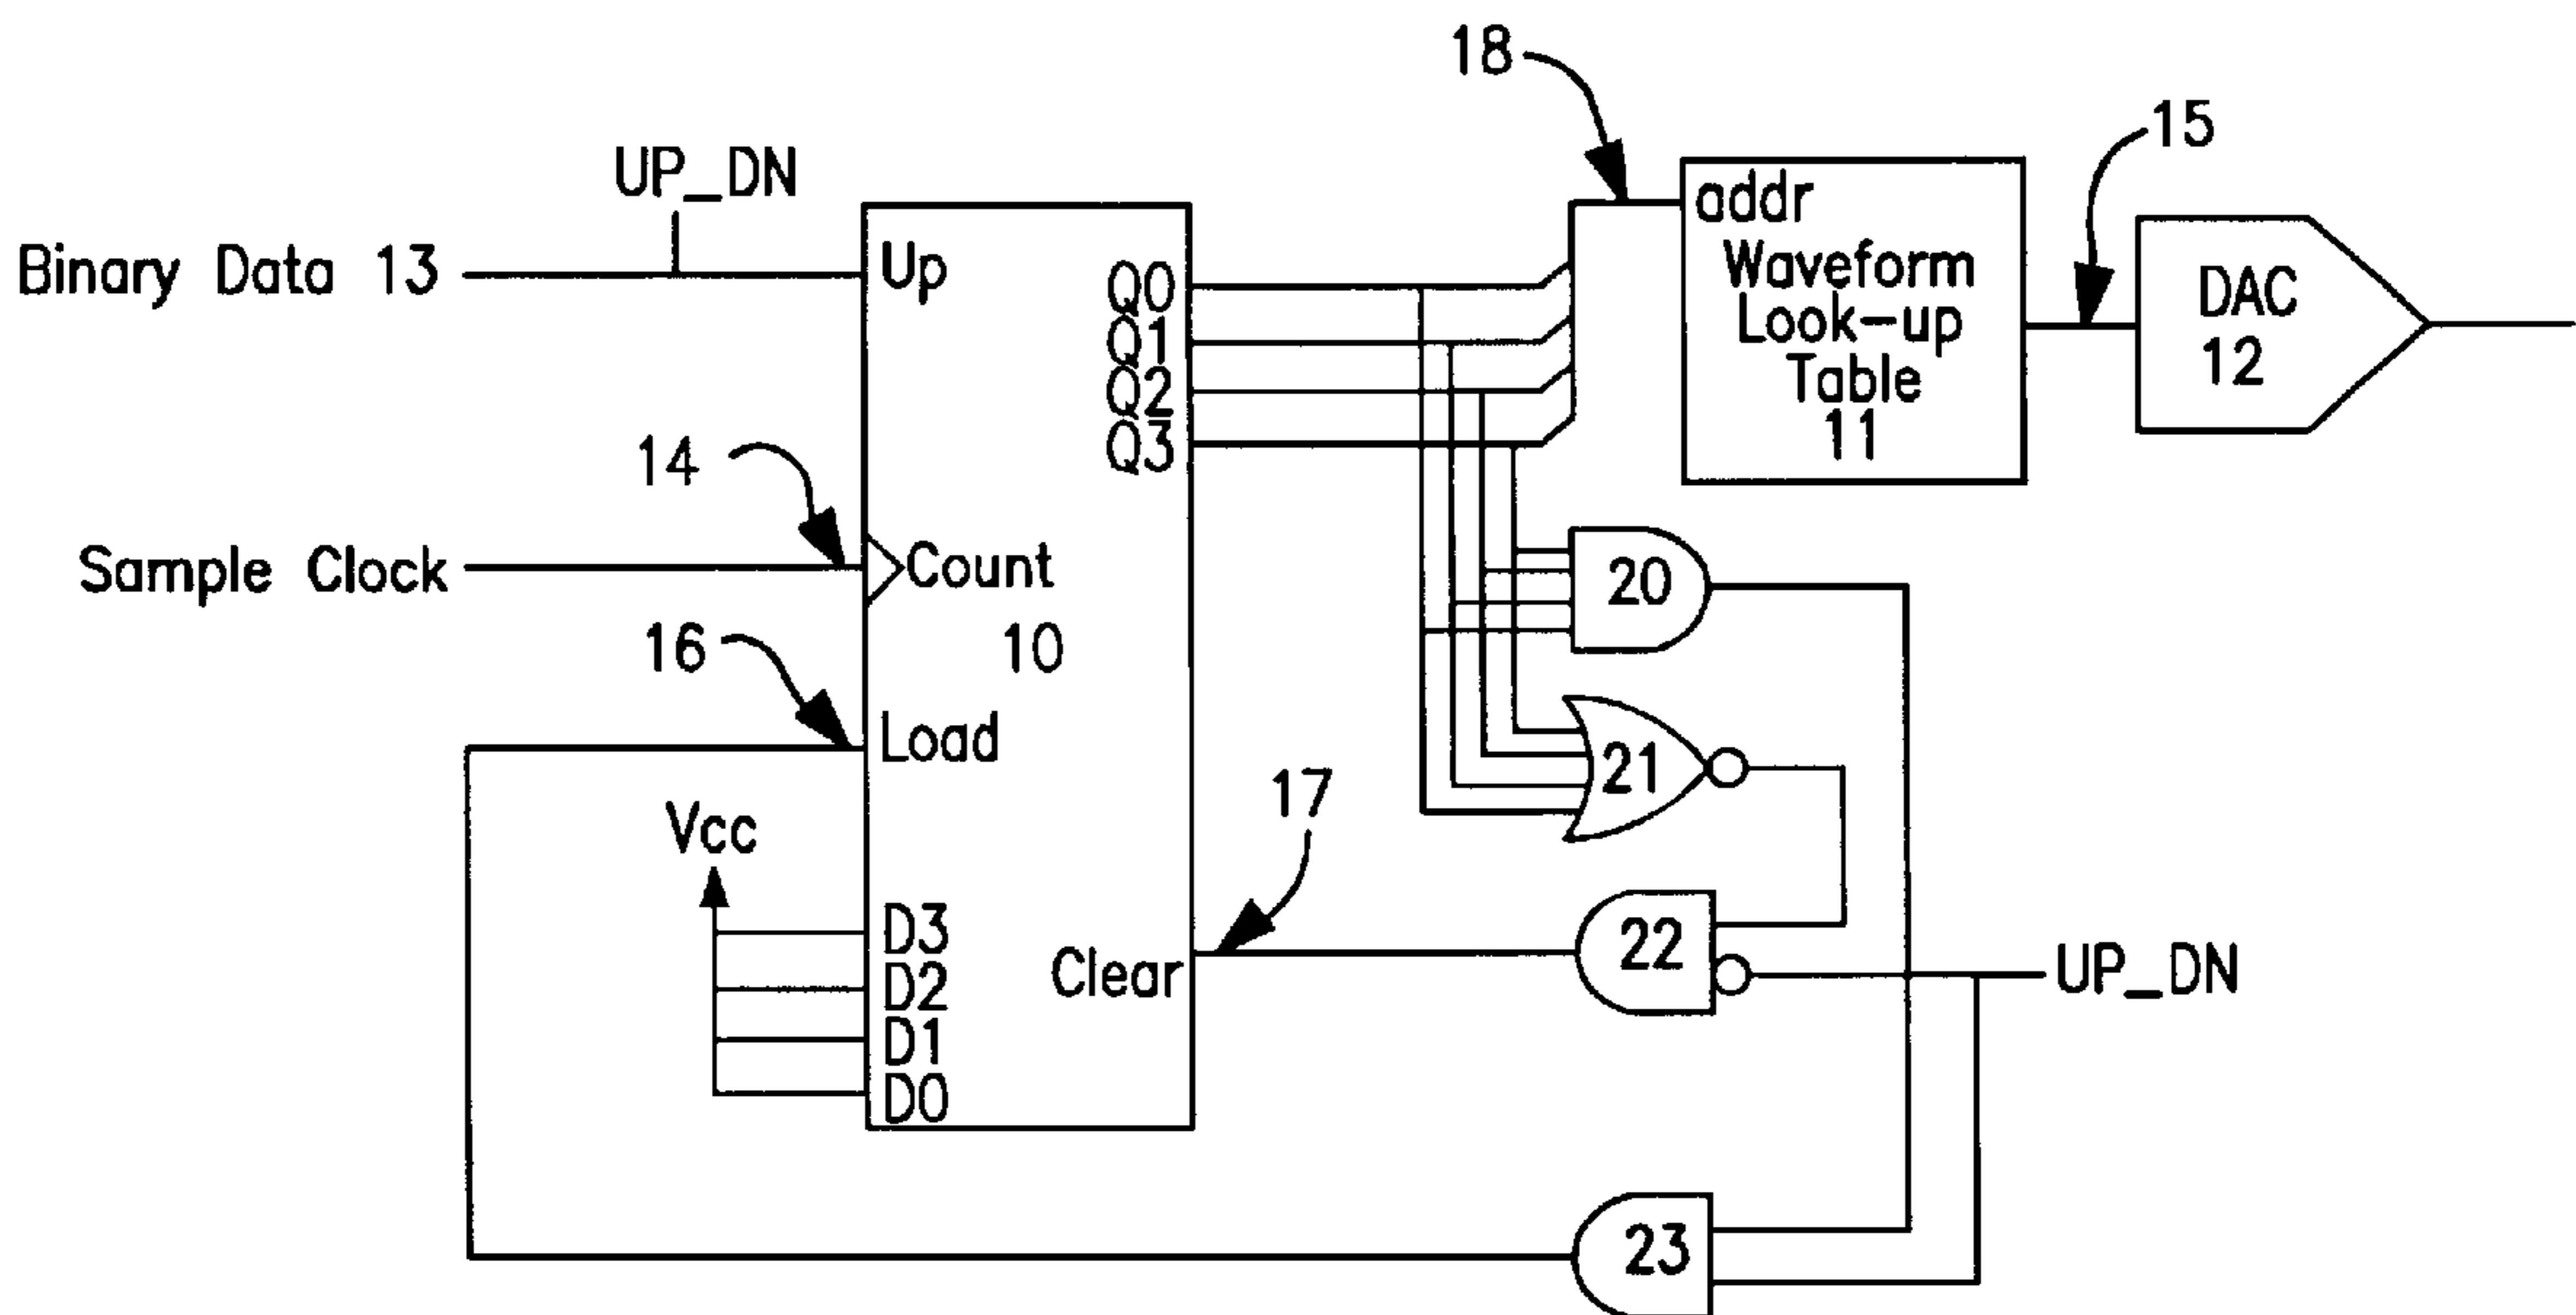 18
15
UP_DN
addr
Waveform
Look-up
Table
11
DAC
12
Binary Data 13
Up
Q0
Q1
Q2
Q3
14
Sample Clock
Count
10
20
16
Load
21
17
Vcc
D3
D2
D1
D0
Clear
22
UP_DN
23